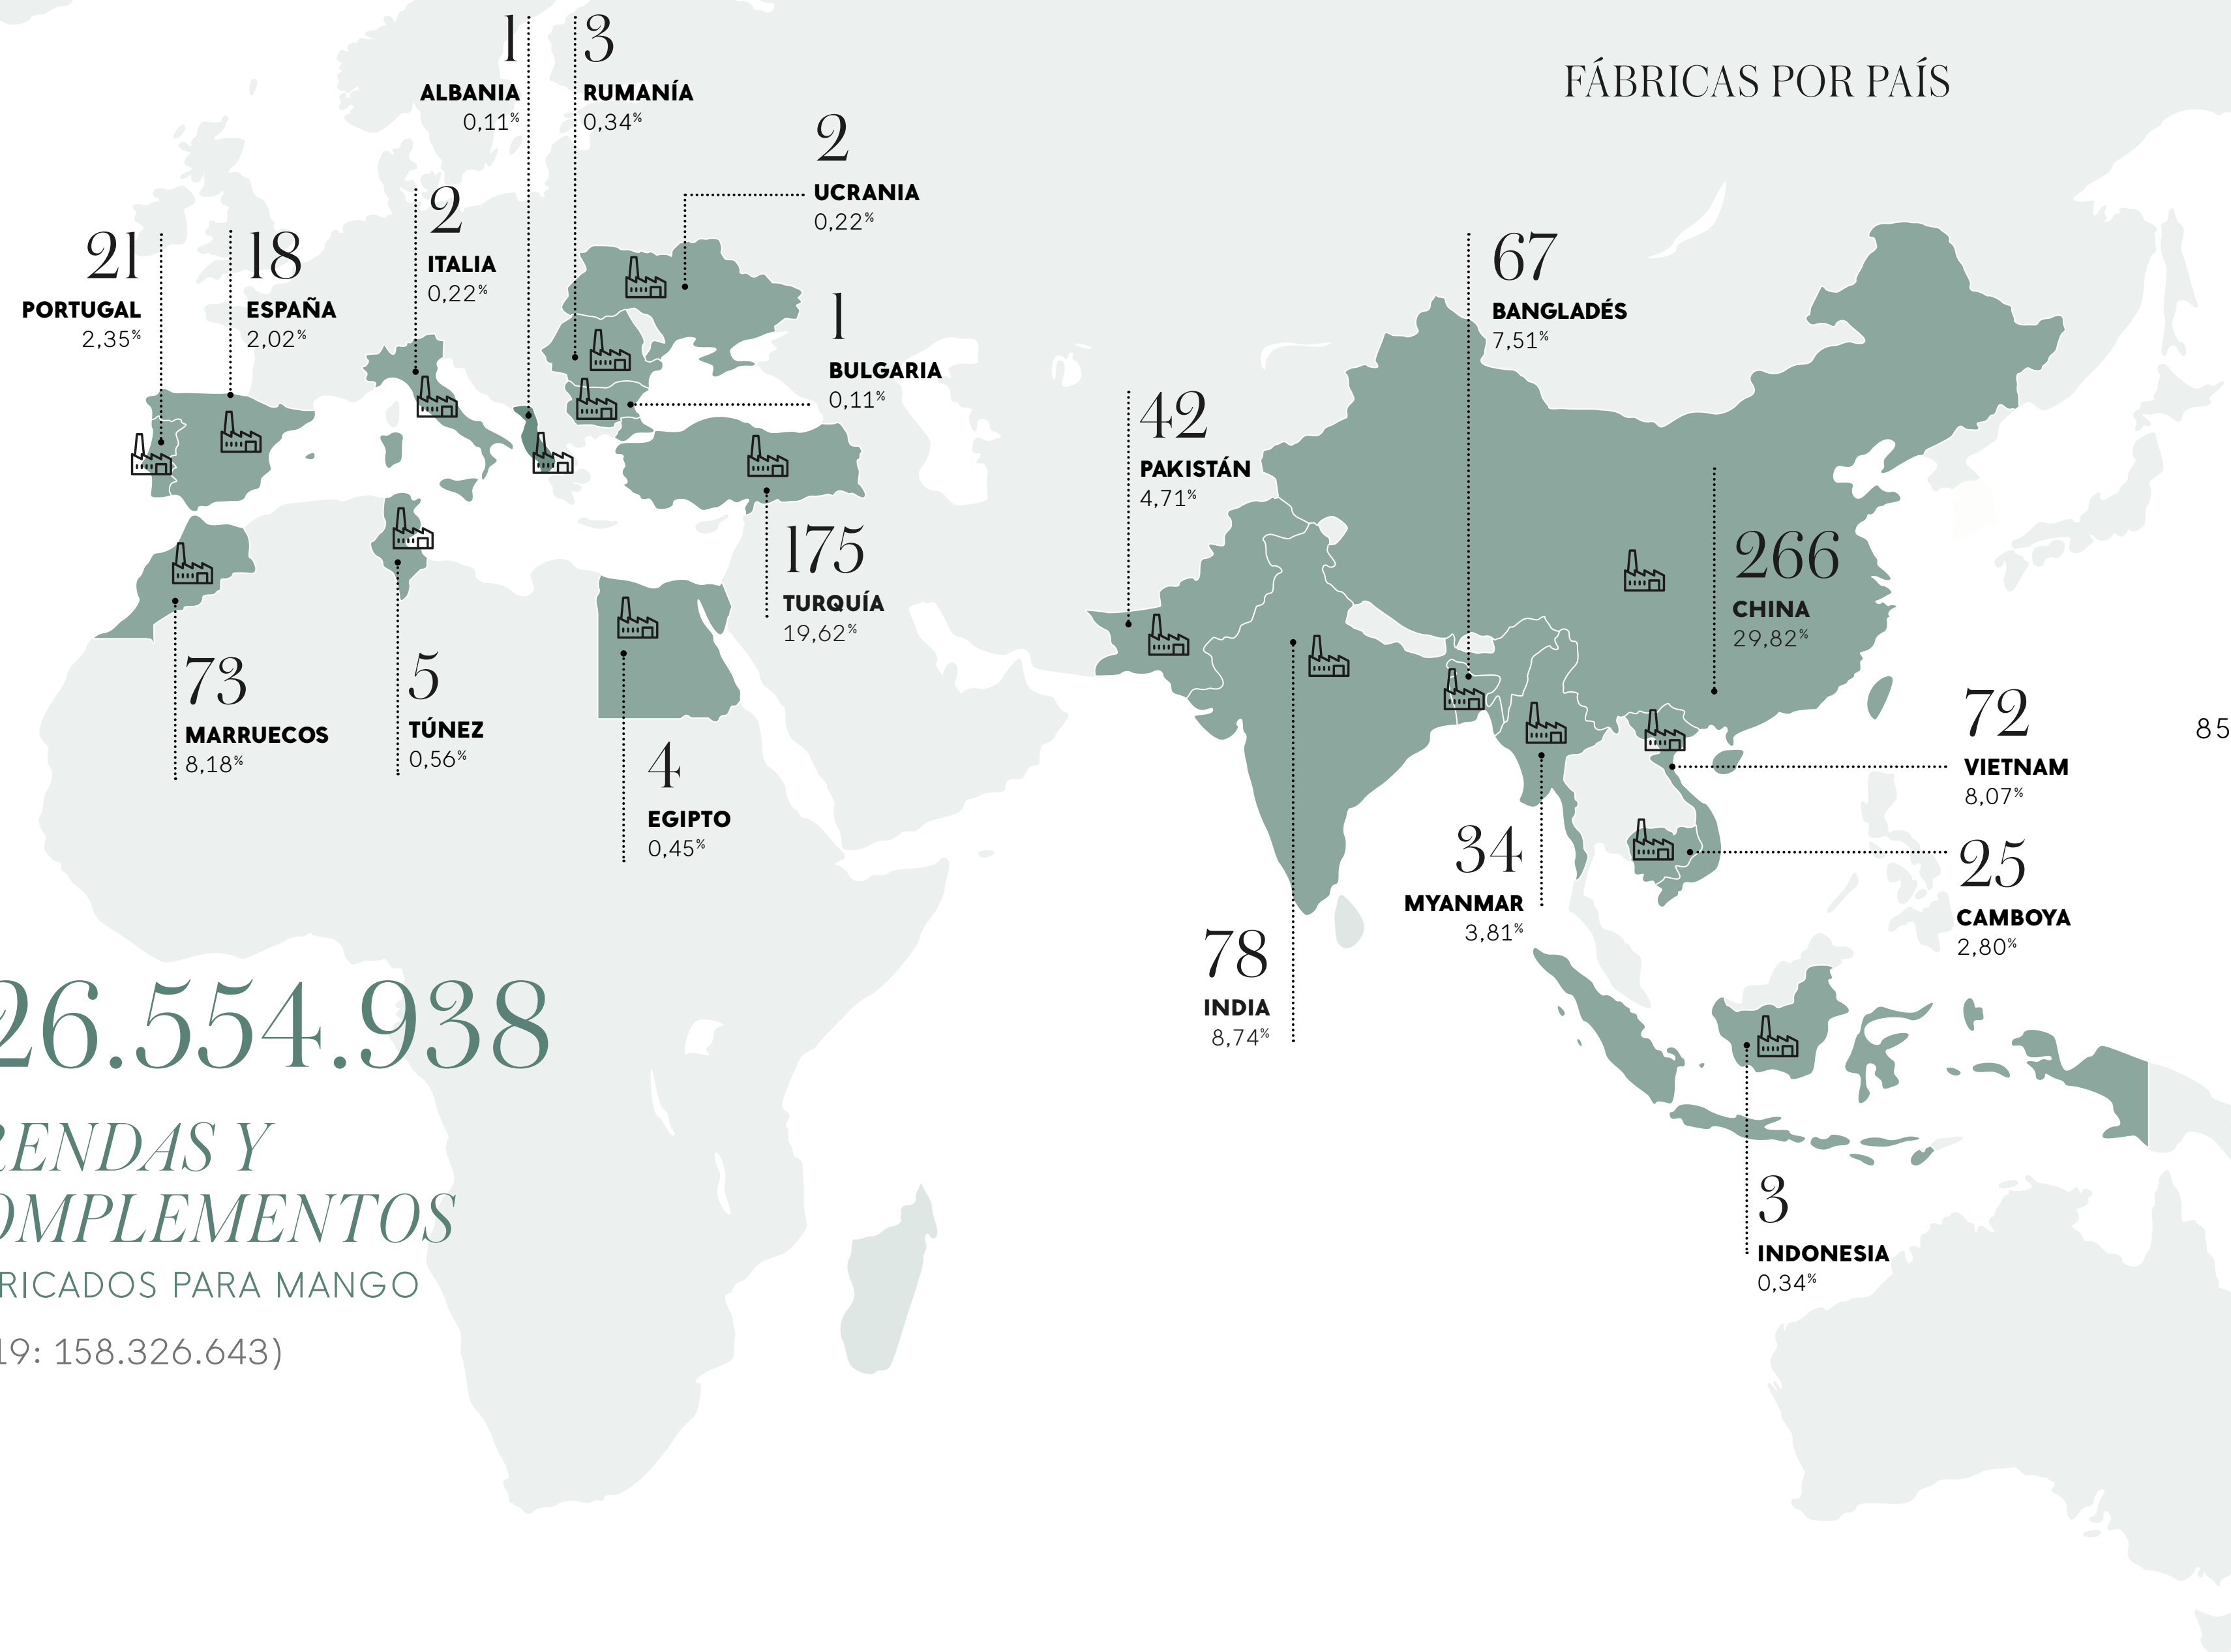 FÁBRICAS POR PAÍS
1
ALBANIA
0,11%
3
RUMANÍA
0,34%
2
UCRANIA
0,22%
2
ITALIA
0,22%
21
PORTUGAL
2,35%
18
ESPAÑA
2,02%
1
BULGARIA
0,11%
67
BANGLADÉS
7,51%
42
PAKISTÁN
4,71%
175
TURQUÍA
19,62%
266
CHINA
29,82%
73
MARRUECOS
8,18%
5
TÚNEZ
0,56%
4
EGIPTO
0,45%
72
VIETNAM
8,07%
85
34
MYANMAR
3,81%
25
CAMBOYA
2,80%
78
INDIA
8,74%
3
INDONESIA
0,34%
26.554.938
RENDAS Y
OMPLEMENTOS
RICADOS PARA MANGO
19: 158.326.643)